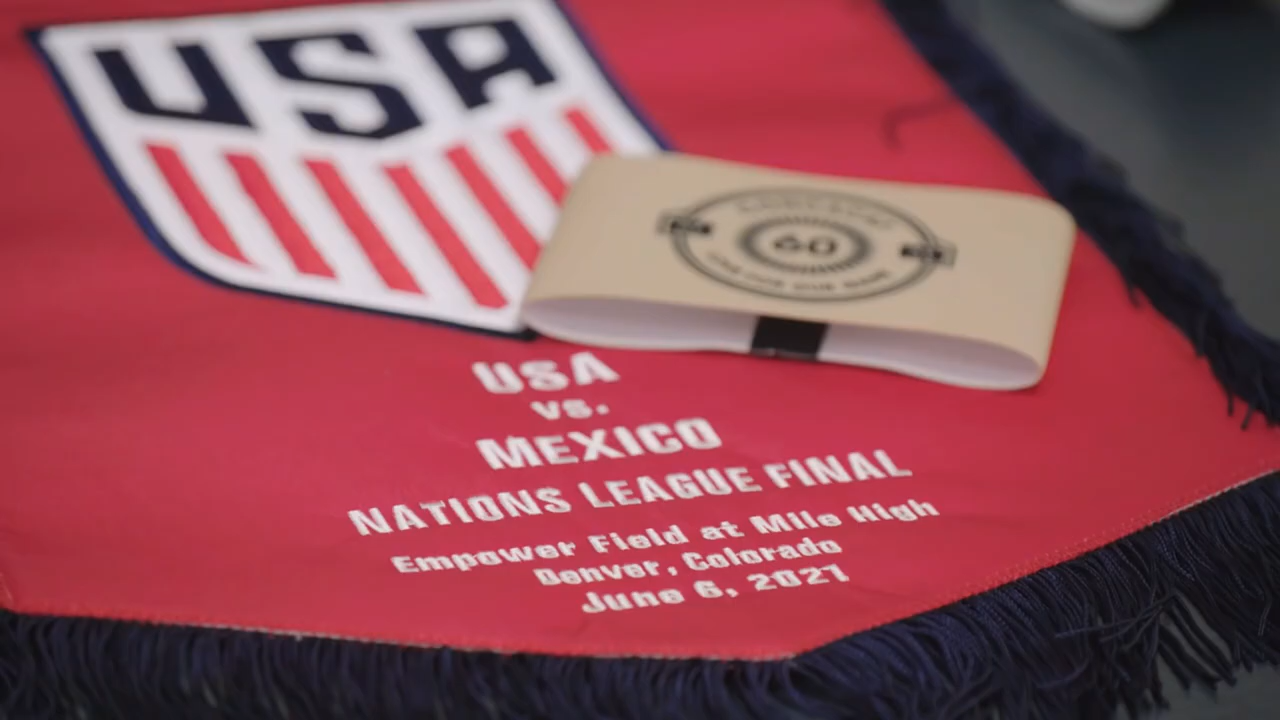 USA
60
USA
vs.
MEXICO
NATIONS LEAGUE FINAL
Empower Field at Mile High
Denver, Colorado
June 6, 2021